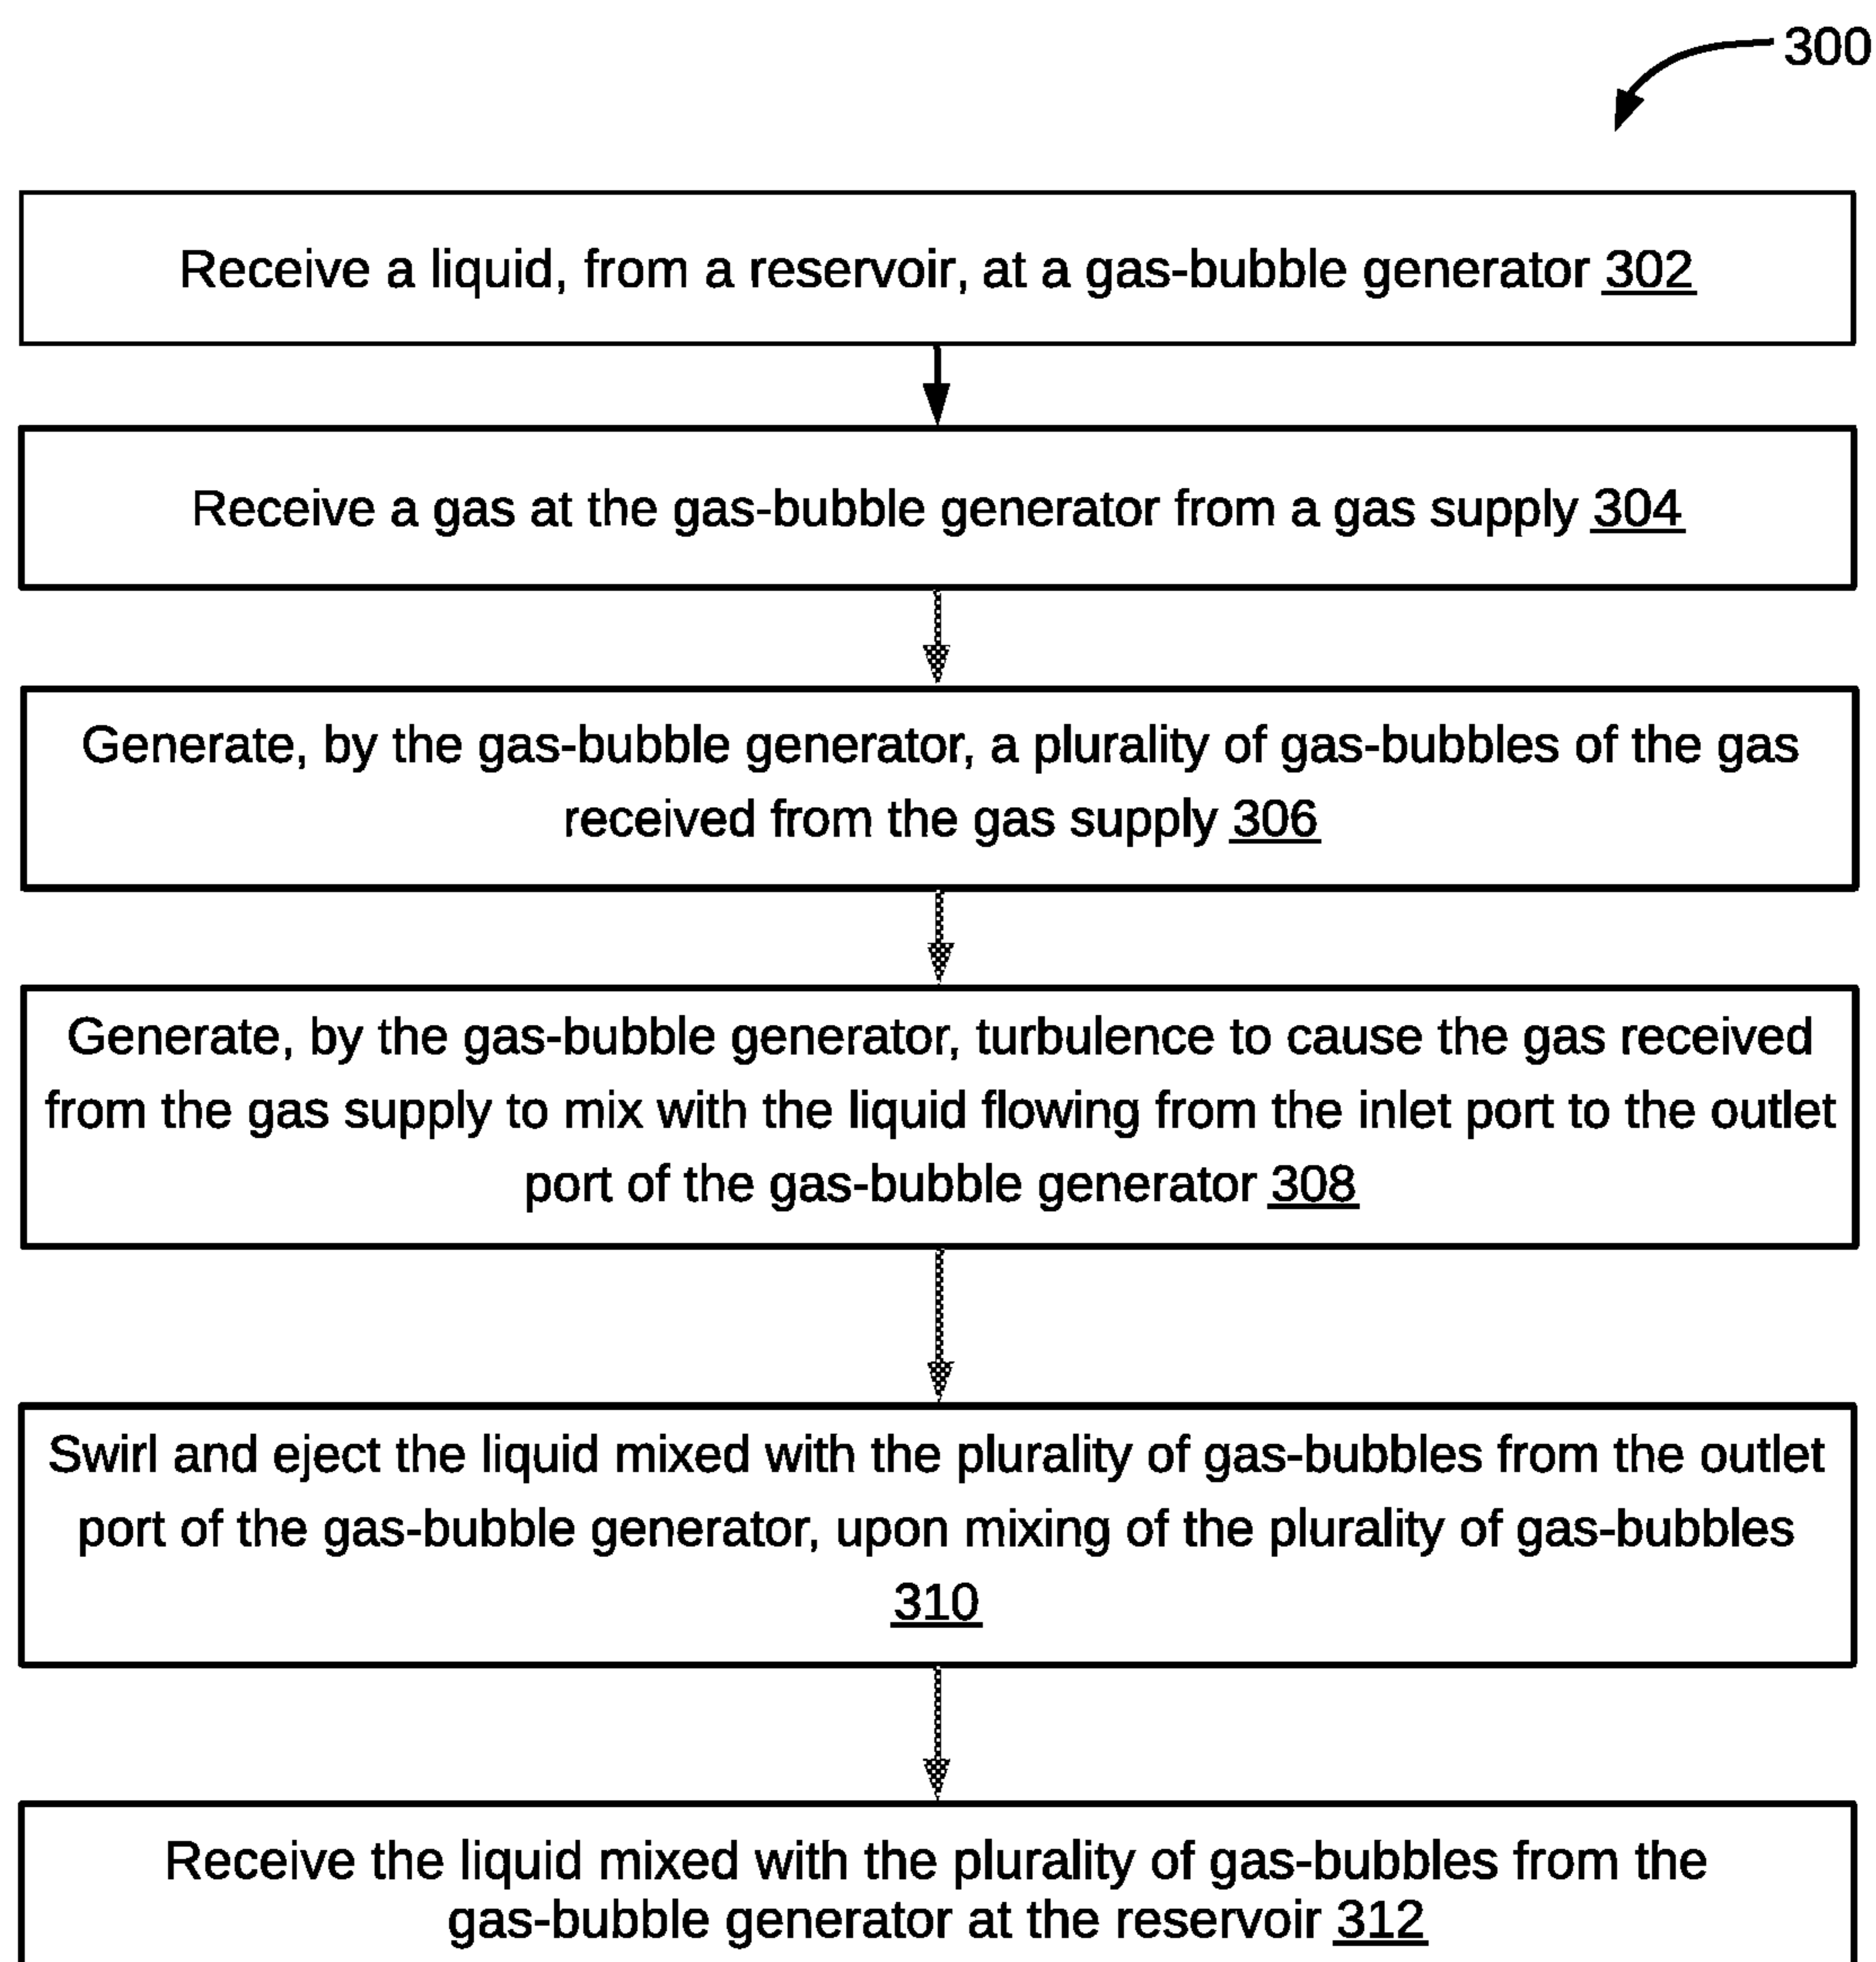 300
Receive a liquid, from a reservoir, at a gas-bubble generator 302
Receive a gas at the gas-bubble generator from a gas supply 304
Generate, by the gas-bubble generator, a plurality of gas-bubbles of the gas
received from the gas supply 306
Generate, by the gas-bubble generator, turbulence to cause the gas received
from the gas supply to mix with the liquid flowing from the inlet port to the outlet
port of the gas-bubble generator 308
Swirl and eject the liquid mixed with the plurality of gas-bubbles from the outlet
port of the gas-bubble generator, upon mixing of the plurality of gas-bubbles
310
Receive the liquid mixed with the plurality of gas-bubbles from the
gas-bubble generator at the reservoir 312